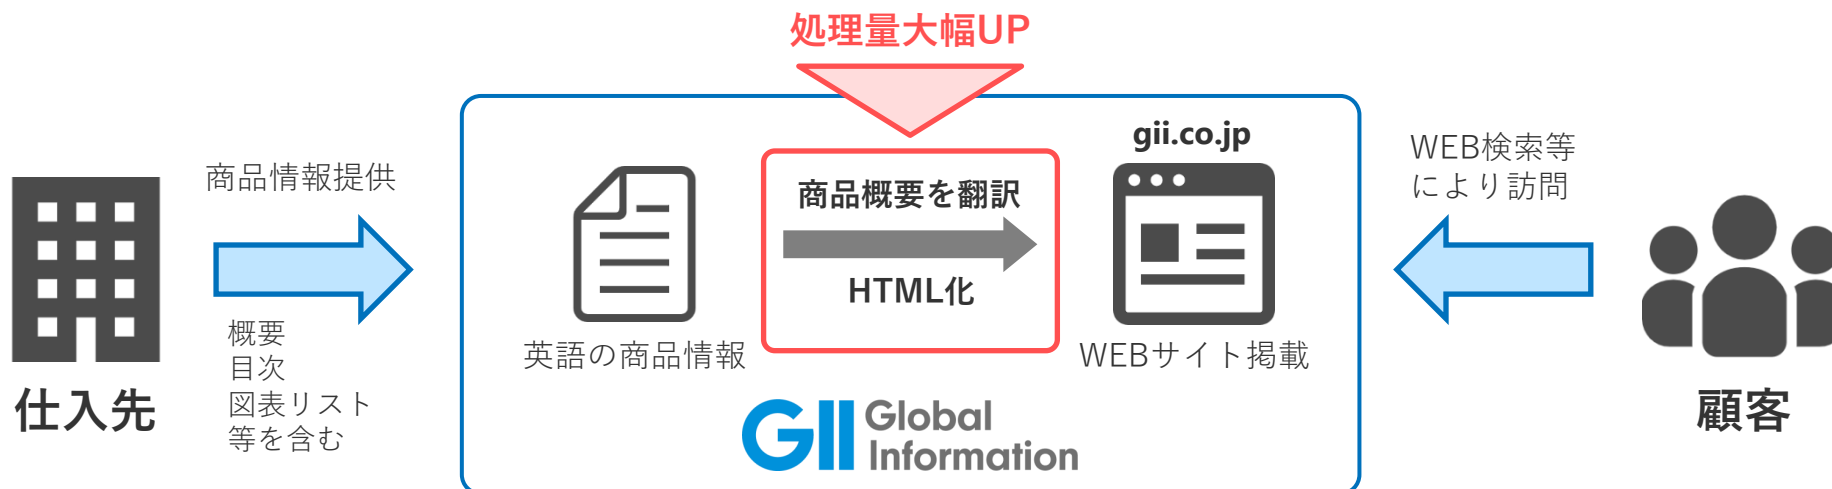 処理量大幅UP
商品情報提供
概要
目次
図表リスト
等を含む
仕入先
英語の商品情報
商品概要を翻訳
HTML化
gii.co.jp
WEBサイト掲載
GII Global
Information
WEB検索等
により訪問
顧客